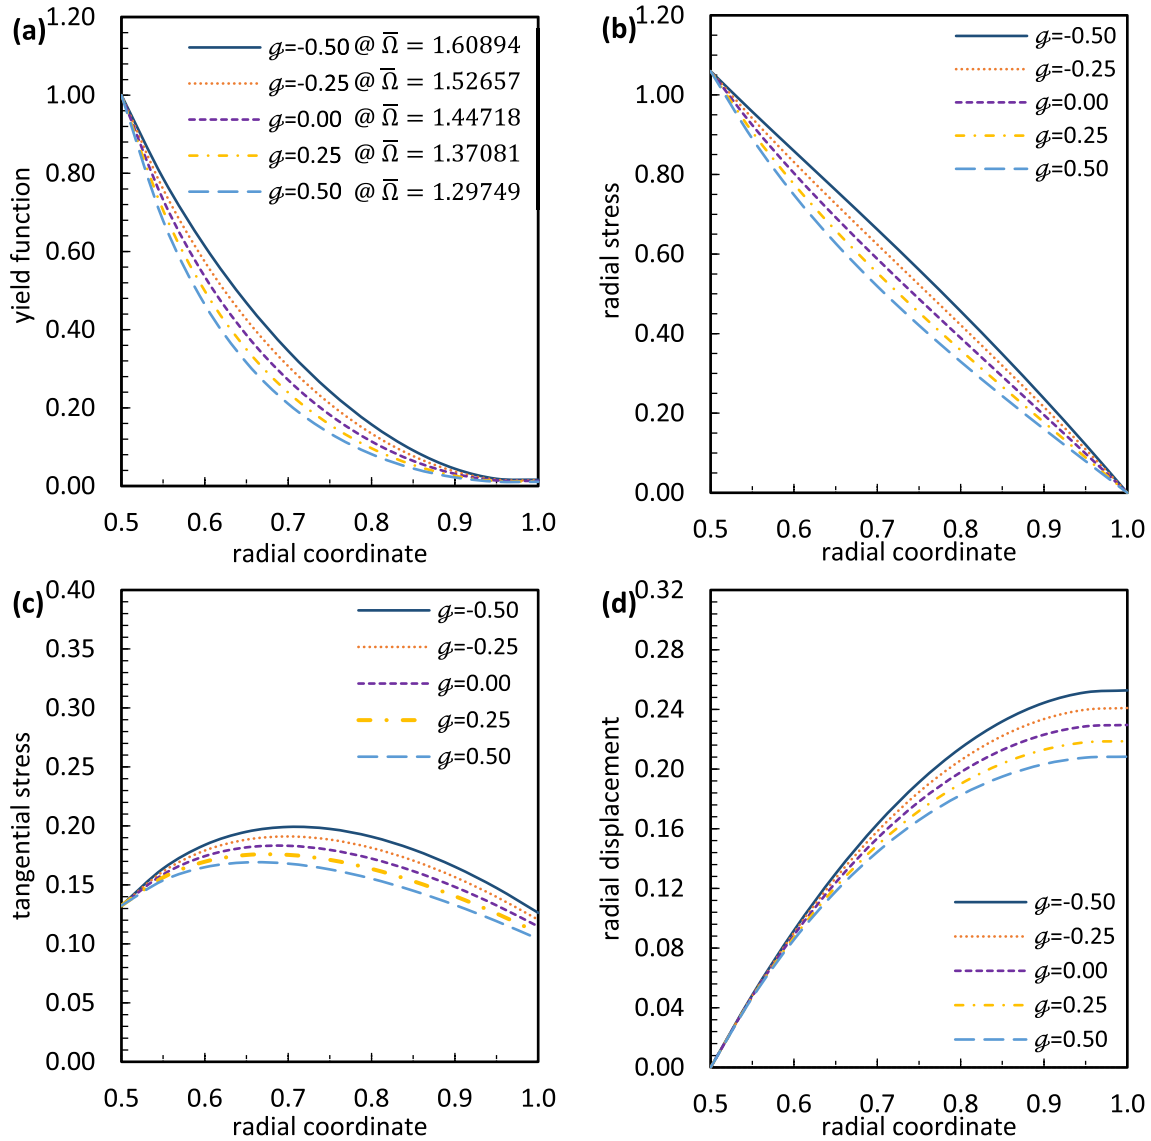 (a)
1.20
1.00
0.80
0.60
0.40
0.20
0.00
yield function
ℊ=-0.50 @ Ω̅ = 1.60894
ℊ=-0.25 @ Ω̅ = 1.52657
ℊ=0.00 @ Ω̅ = 1.44718
ℊ=0.25 @ Ω̅ = 1.37081
ℊ=0.50 @ Ω̅ = 1.29749
0.5 0.6 0.7 0.8 0.9 1.0
radial coordinate
(b)
1.20
1.00
0.80
0.60
0.40
0.20
0.00
radial stress
ℊ=-0.50
ℊ=-0.25
ℊ=0.00
ℊ=0.25
ℊ=0.50
0.5 0.6 0.7 0.8 0.9 1.0
radial coordinate
(c)
0.40
0.35
0.30
0.25
0.20
0.15
0.10
0.05
0.00
tangential stress
ℊ=-0.50
ℊ=-0.25
ℊ=0.00
ℊ=0.25
ℊ=0.50
0.5 0.6 0.7 0.8 0.9 1.0
radial coordinate
(d)
0.32
0.28
0.24
0.20
0.16
0.12
0.08
0.04
0.00
radial displacement
ℊ=-0.50
ℊ=-0.25
ℊ=0.00
ℊ=0.25
ℊ=0.50
0.5 0.6 0.7 0.8 0.9 1.0
radial coordinate